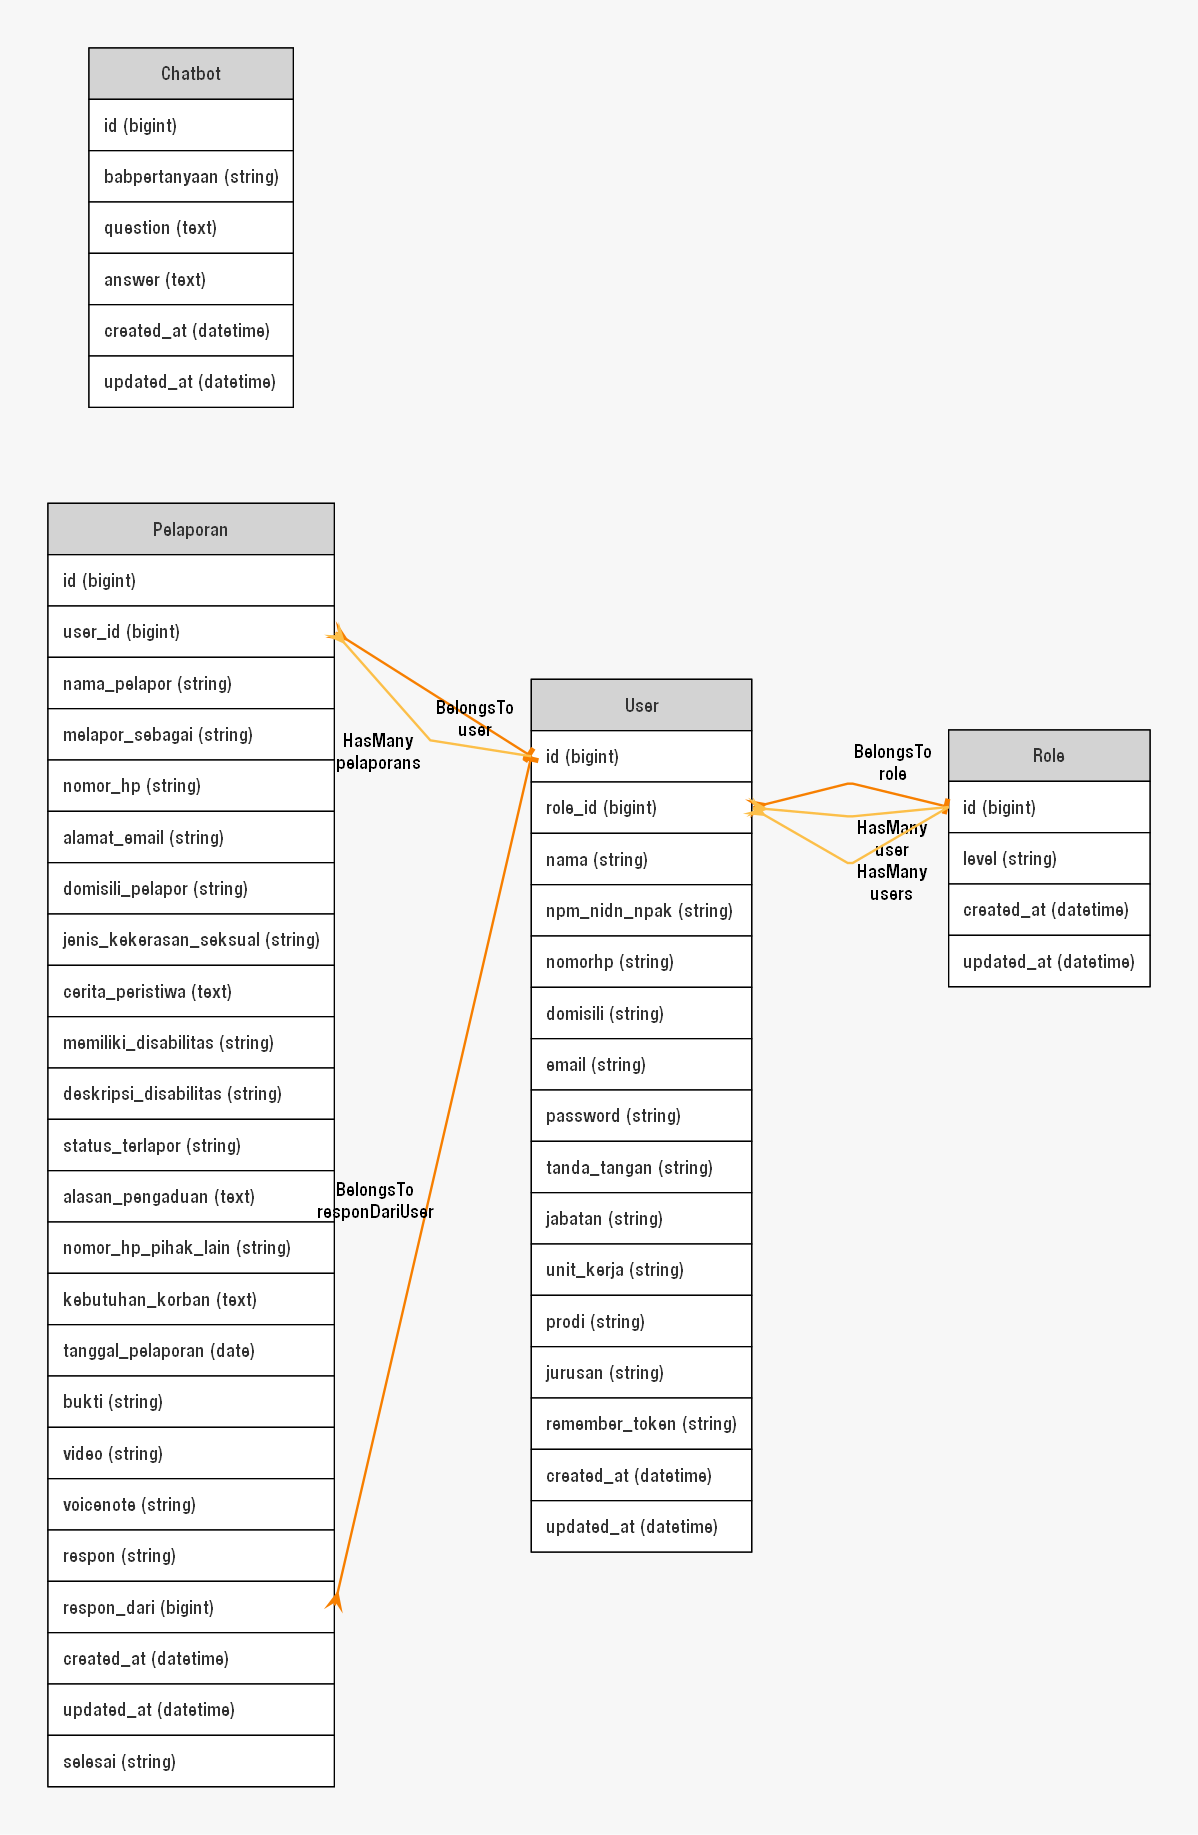 Chatbot
id (bigint)
babpertanyaan (string)
question (text)
answer (text)
created_at (datetime)
updated_at (datetime)
Pelaporan
id (bigint)
user_id (bigint)
nama_pelapor (string)
melapor_sebagai (string)
nomor_hp (string)
alamat_email (string)
domisili_pelapor (string)
jenis_kekerasan_seksual (string)
cerita_peristiwa (text)
memiliki_disabilitas (string)
deskripsi_disabilitas (string)
status_terlapor (string)
alasan_pengaduan (text)
nomor_hp_pihak_lain (string)
kebutuhan_korban (text)
tanggal_pelaporan (date)
bukti (string)
video (string)
voicenote (string)
respon (string)
respon_dari (bigint)
created_at (datetime)
updated_at (datetime)
selesai (string)
BelongsTo
user
HasMany
pelaporans
BelongsTo
responDariUser
User
id (bigint)
role_id (bigint)
nama (string)
npm_nidn_npak (string)
nomorhp (string)
domisili (string)
email (string)
password (string)
tanda_tangan (string)
jabatan (string)
unit_kerja (string)
prodi (string)
jurusan (string)
remember_token (string)
created_at (datetime)
updated_at (datetime)
BelongsTo
role
HasMany
user
HasMany
users
Role
id (bigint)
level (string)
created_at (datetime)
updated_at (datetime)